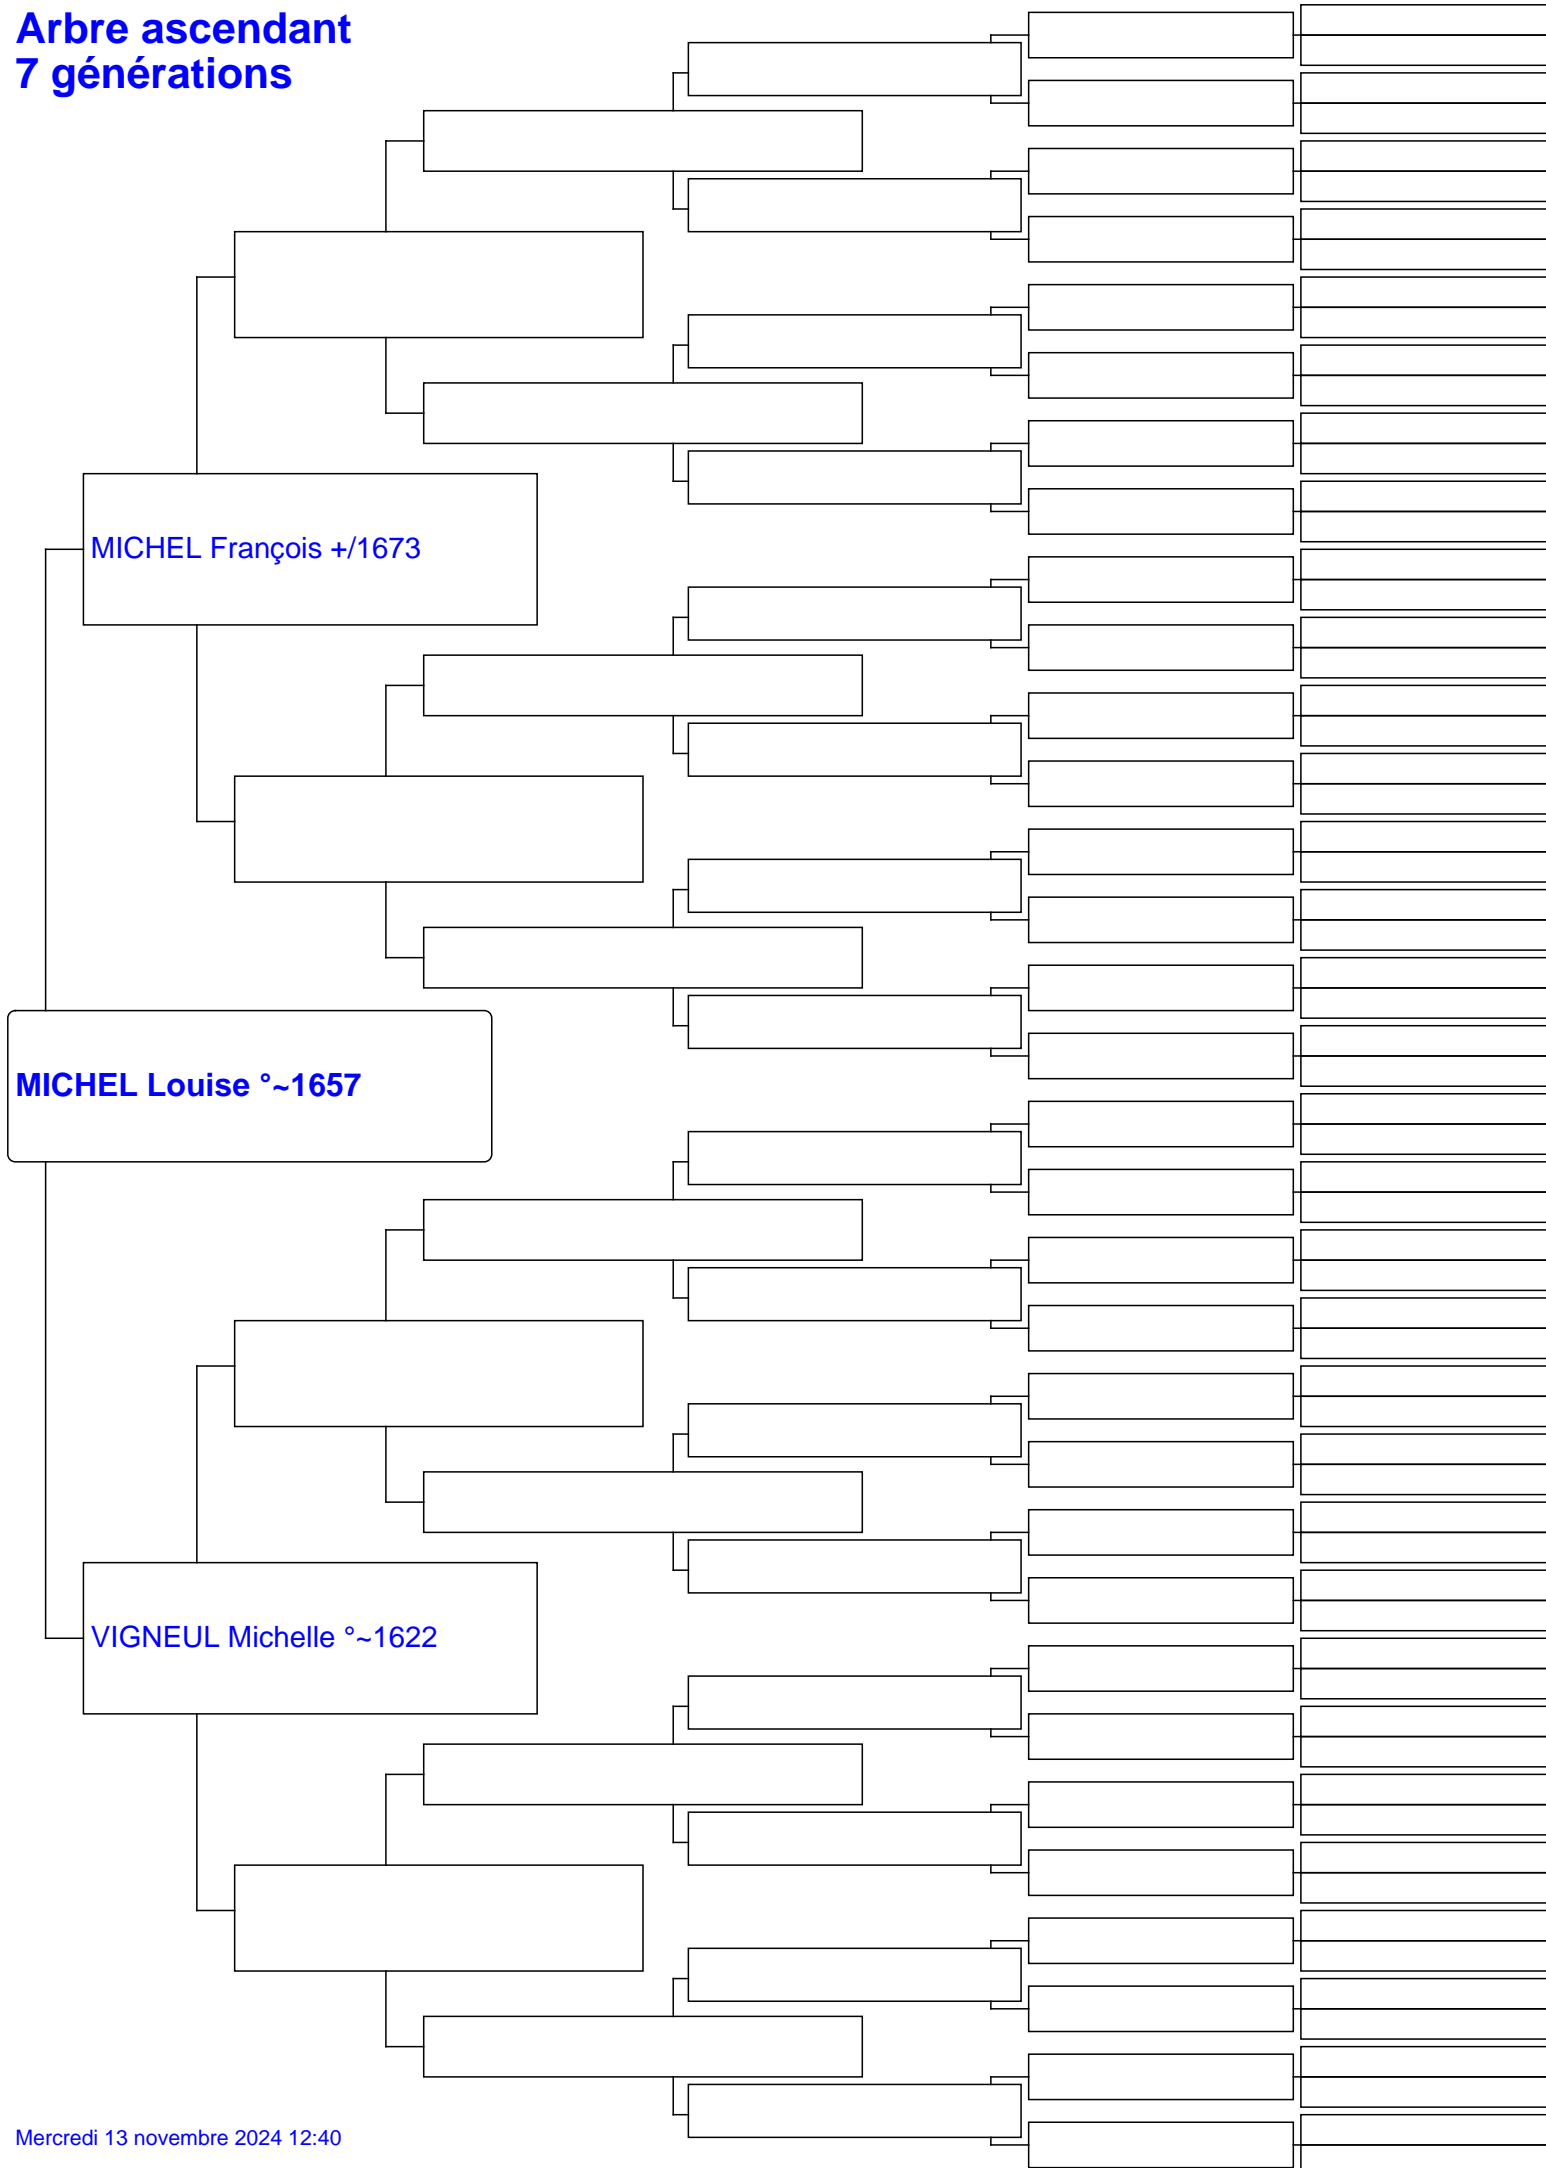 Arbre ascendant
7 générations
MICHEL François +/1673
MICHEL Louise °~1657
VIGNEUL Michelle °~1622
Mercredi 13 novembre 2024 12:40